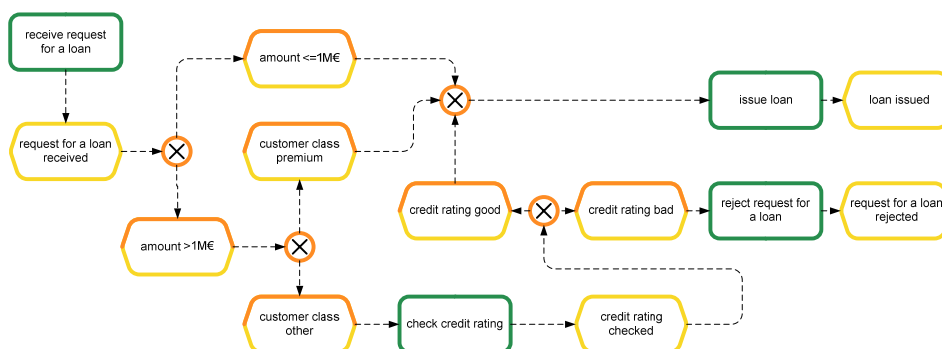 receive request
for a loan
amount <=1M€
issue loan
loan issued
request for a loan
received
customer class
premium
credit rating good
credit rating bad
reject request for
a loan
request for a loan
rejected
amount >1M€
customer class
other
check credit rating
credit rating
checked